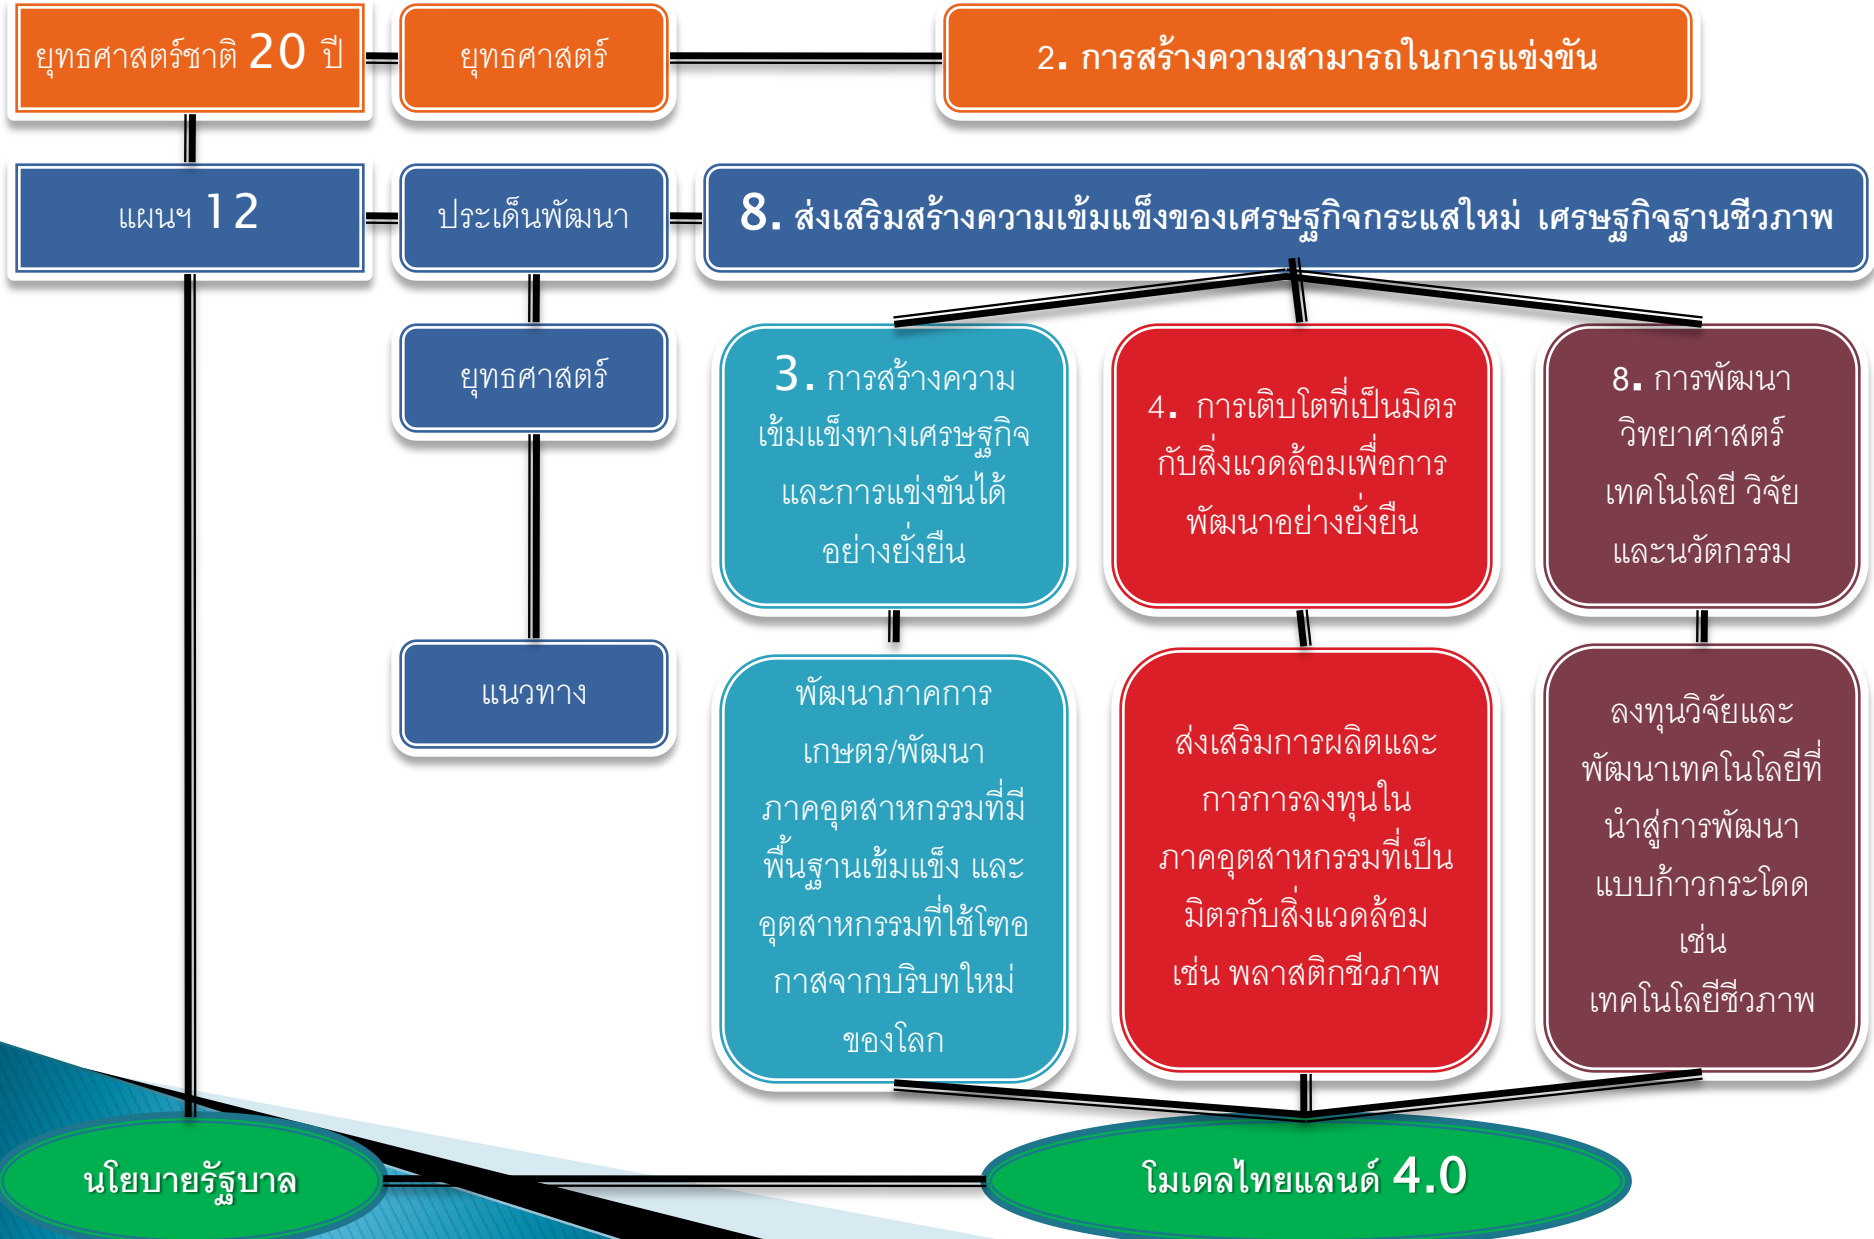 ยุทธศาสตร์ชาติ 20 ปี
ยุทธศาสตร์
2. การสร้างความสามารถในการแข่งขัน
แผนฯ 12
ประเด็นพัฒนา
8. ส่งเสริมสร้างความเข้มแข็งของเศรษฐกิจกระแสใหม่ เศรษฐกิจฐานชีวภาพ
ยุทธศาสตร์
3. การสร้างความ
เข้มแข็งทางเศรษฐกิจ
และการแข่งขันได้
อย่างยั่งยืน
4. การเติบโตที่เป็นมิตร
กับสิ่งแวดล้อมเพื่อการ
พัฒนาอย่างยั่งยืน
8. การพัฒนา
วิทยาศาสตร์
เทคโนโลยี วิจัย
และนวัตกรรม
แนวทาง
พัฒนาภาคการ
เกษตร/พัฒนา
ภาคอุตสาหกรรมที่มี
พื้นฐานเข้มแข็ง และ
อุตสาหกรรมที่ใช้โฑอ
กาสจากบริบทใหม่
ของโลก
ส่งเสริมการผลิตและ
การการลงทุนใน
ภาคอุตสาหกรรมที่เป็น
มิตรกับสิ่งแวดล้อม
เช่น พลาสติกชีวภาพ
ลงทุนวิจัยและ
พัฒนาเทคโนโลยีที่
นำสู่การพัฒนา
แบบก้าวกระโดด
เช่น
เทคโนโลยีชีวภาพ
นโยบายรัฐบาล
โมเดลไทยแลนด์ 4.0